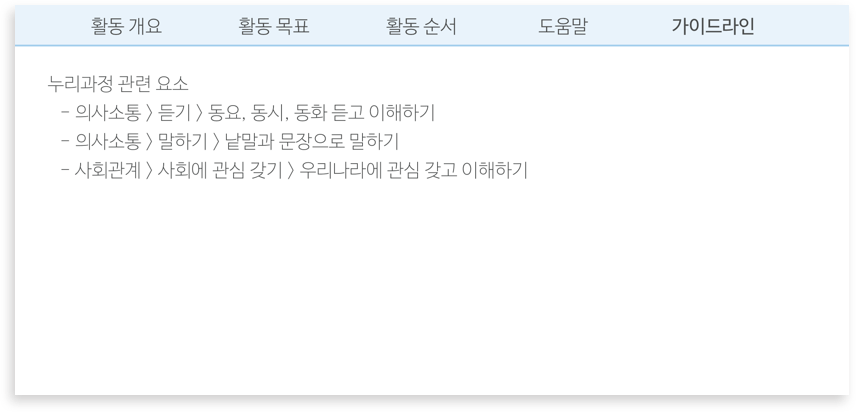 활동 개요 활동 목표 활동 순서 도움말 가이드라인
누리과정 관련 요소
- 의사소통 > 듣기 > 동요, 동시, 동화 듣고 이해하기
- 의사소통 > 말하기 > 낱말과 문장으로 말하기
- 사회관계 > 사회에 관심 갖기 > 우리나라에 관심 갖고 이해하기